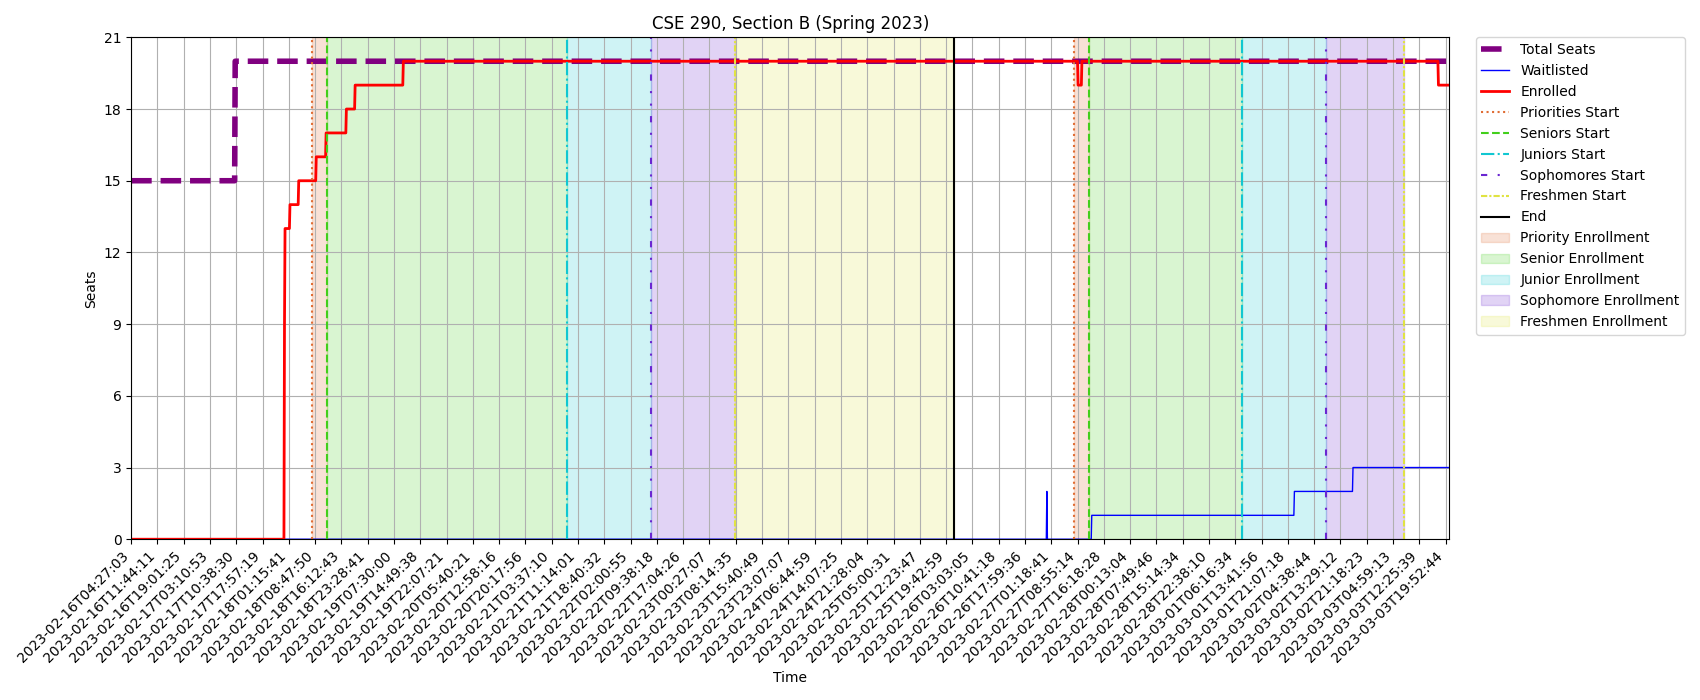 CSE 290, Section B (Spring 2023)
21
18
15
12
9
6
3
0
Seats
2023-02-16T04:27:03
2023-02-16T11:44:11
2023-02-16T19:01:25
2023-02-17T03:10:53
2023-02-17T10:38:30
2023-02-17T17:57:19
2023-02-18T01:15:41
2023-02-18T08:47:50
2023-02-18T16:12:43
2023-02-18T23:28:41
2023-02-19T07:30:00
2023-02-19T14:49:38
2023-02-19T22:07:21
2023-02-20T05:40:21
2023-02-20T12:58:16
2023-02-20T20:17:56
2023-02-21T03:37:10
2023-02-21T11:14:01
2023-02-21T18:40:32
2023-02-22T02:00:55
2023-02-22T09:38:18
2023-02-22T17:04:26
2023-02-23T00:27:07
2023-02-23T08:14:35
2023-02-23T15:40:49
2023-02-23T23:07:07
2023-02-24T06:44:59
2023-02-24T14:07:25
2023-02-24T21:28:04
2023-02-25T05:00:31
2023-02-25T12:23:47
2023-02-25T19:42:59
2023-02-26T03:03:05
2023-02-26T10:41:18
2023-02-26T17:59:36
2023-02-27T01:18:41
2023-02-27T08:55:14
2023-02-27T16:18:28
2023-02-28T00:13:04
2023-02-28T07:49:46
2023-02-28T15:14:34
2023-02-28T22:38:10
2023-03-01T06:16:34
2023-03-01T13:41:56
2023-03-01T21:07:18
2023-03-02T04:38:44
2023-03-02T13:29:12
2023-03-02T21:18:23
2023-03-03T04:59:13
2023-03-03T12:25:39
2023-03-03T19:52:44
Time
Total Seats
Waitlisted
Enrolled
Priorities Start
Seniors Start
Juniors Start
Sophomores Start
Freshmen Start
End
Priority Enrollment
Senior Enrollment
Junior Enrollment
Sophomore Enrollment
Freshmen Enrollment